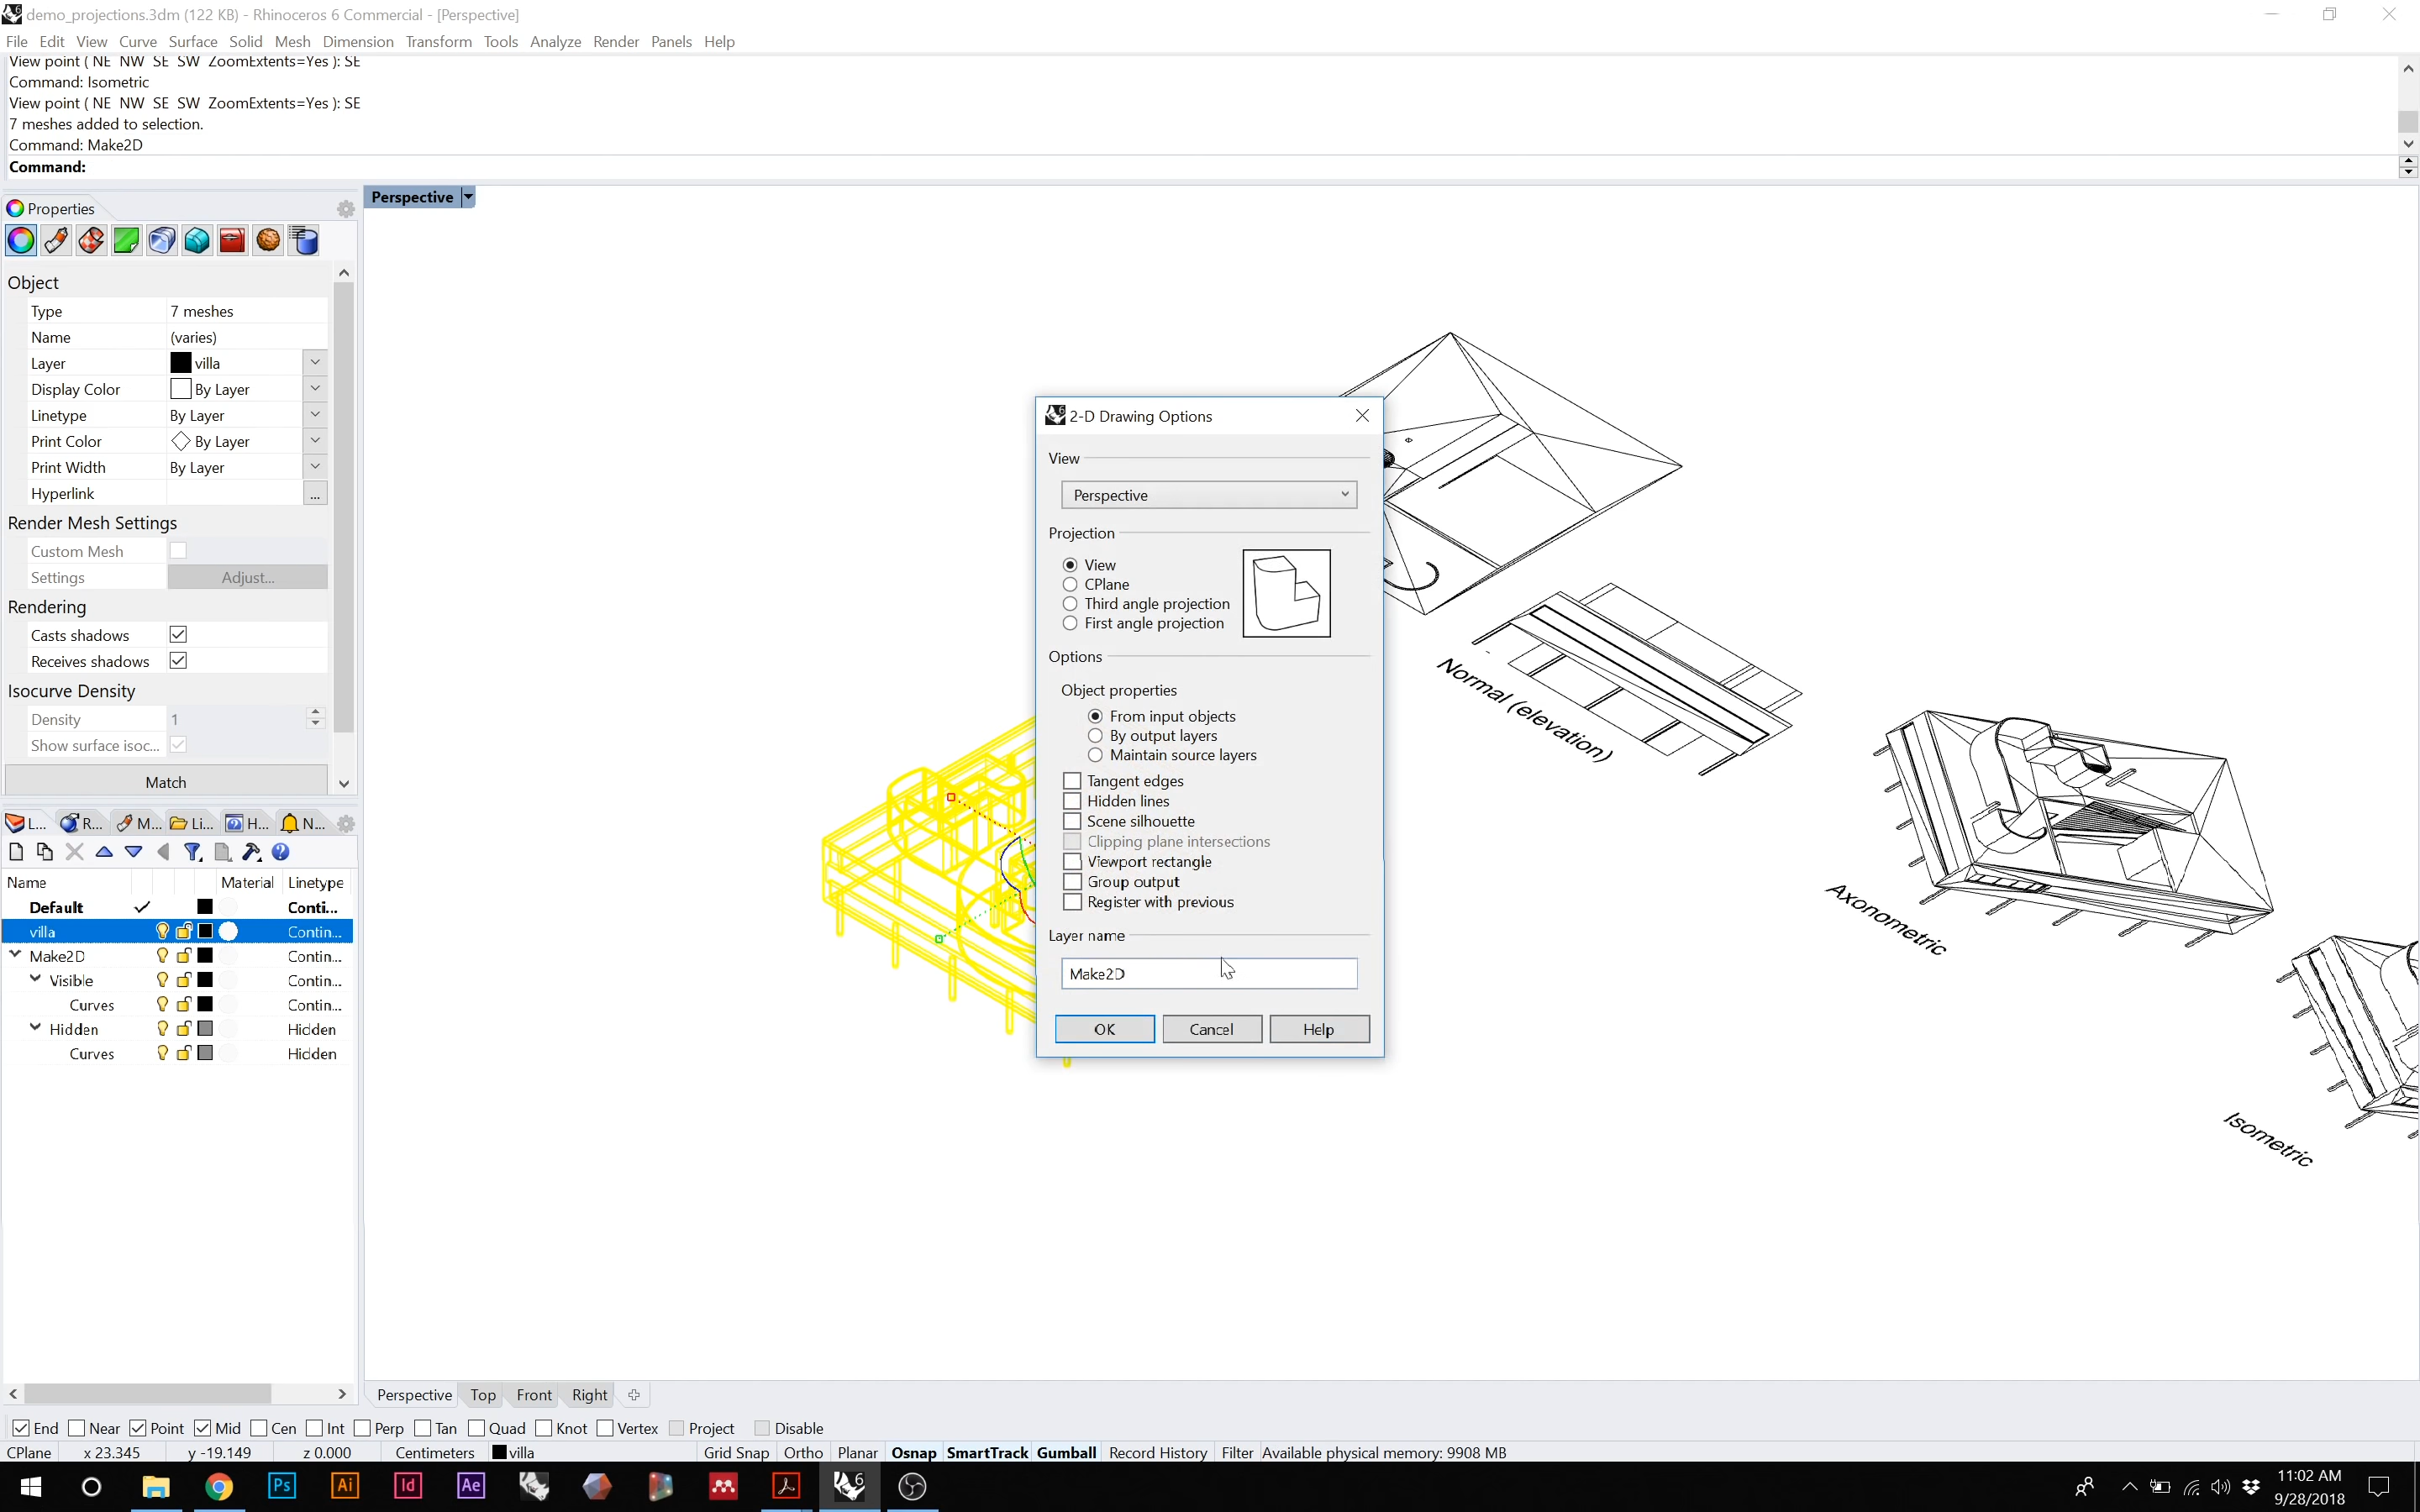 demo_projections.3dm (122 KB) - Rhinoceros 6 Commercial - [Perspective]
File Edit View Curve Surface Solid Mesh Dimension Transform Tools Analyze Render Panels Help
View point ( NE NW SE SW ZoomExtents=Yes ): SE
Command: Isometric
View point ( NE NW SE SW ZoomExtents=Yes ): SE
7 meshes added to selection.
Command: Make2D
Command:
Properties
Object
Type 7 meshes
Name (varies)
Layer villa
Display Color By Layer
Linetype By Layer
Print Color By Layer
Print Width By Layer
Hyperlink ...
Render Mesh Settings
Custom Mesh
Settings Adjust...
Rendering
Casts shadows
Receives shadows
Isocurve Density
Density 1
Show surface isoc...
Match
L... R... M... Li... H... N...
Name Material Linetype
Default Conti...
villa Contin...
Make2D Contin...
Visible Contin...
Curves Contin...
Hidden Hidden
Curves Hidden
Perspective
2-D Drawing Options
View
Perspective
Projection
View
CPlane
Third angle projection
First angle projection
Options
Object properties
From input objects
By output layers
Maintain source layers
Tangent edges
Hidden lines
Scene silhouette
Clipping plane intersections
Viewport rectangle
Group output
Register with previous
Layer name
Make2D
OK Cancel Help
Normal (elevation)
Axonometric
Isometric
Perspective Top Front Right
End Near Point Mid Cen Int Perp Tan Quad Knot Vertex Project Disable
CPlane x 23.345 y -19.149 z 0.000 Centimeters villa Grid Snap Ortho Planar Osnap SmartTrack Gumball Record History Filter Available physical memory: 9908 MB
Ps Ai Id Ae 6
11:02 AM
9/28/2018